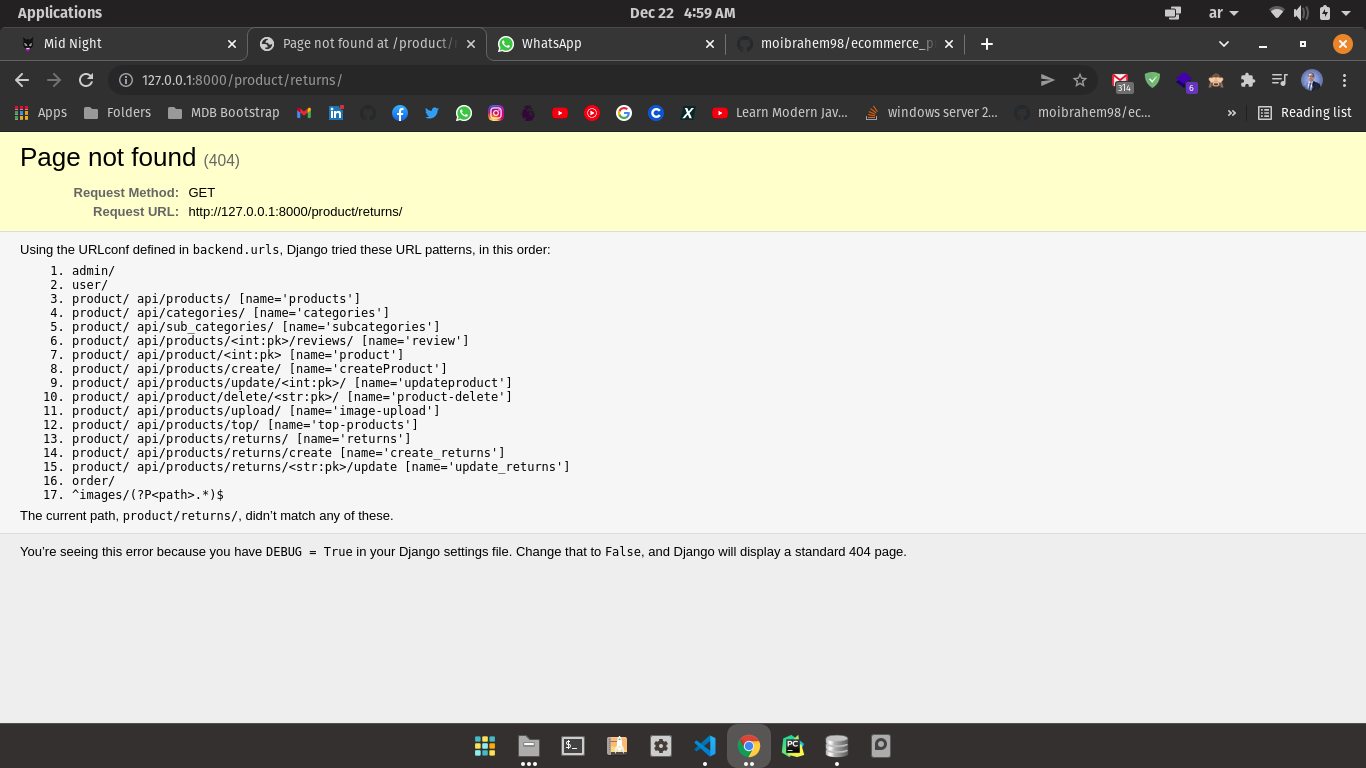 Applications
Dec 22 4:59 AM
ar
Mid Night
Page not found at /product/
WhatsApp
moibrahem98/ecommerce_p
127.0.0.1:8000/product/returns/
314
6
Apps
Folders
MDB Bootstrap
Learn Modern Jav...
windows server 2...
moibrahem98/ec...
»
Reading list
Page not found (404)
Request Method: GET
Request URL: http://127.0.0.1:8000/product/returns/
Using the URLconf defined in backend.urls, Django tried these URL patterns, in this order:
1. admin/
2. user/
3. product/ api/products/ [name='products']
4. product/ api/categories/ [name='categories']
5. product/ api/sub_categories/ [name='subcategories']
6. product/ api/products/<int:pk>/reviews/ [name='review']
7. product/ api/product/<int:pk> [name='product']
8. product/ api/products/create/ [name='createProduct']
9. product/ api/products/update/<int:pk>/ [name='updateproduct']
10. product/ api/product/delete/<str:pk>/ [name='product-delete']
11. product/ api/products/upload/ [name='image-upload']
12. product/ api/products/top/ [name='top-products']
13. product/ api/products/returns/ [name='returns']
14. product/ api/products/returns/create [name='create_returns']
15. product/ api/products/returns/<str:pk>/update [name='update_returns']
16. order/
17. ^images/(?P<path>.*)$
The current path, product/returns/, didn’t match any of these.
You’re seeing this error because you have DEBUG = True in your Django settings file. Change that to False, and Django will display a standard 404 page.